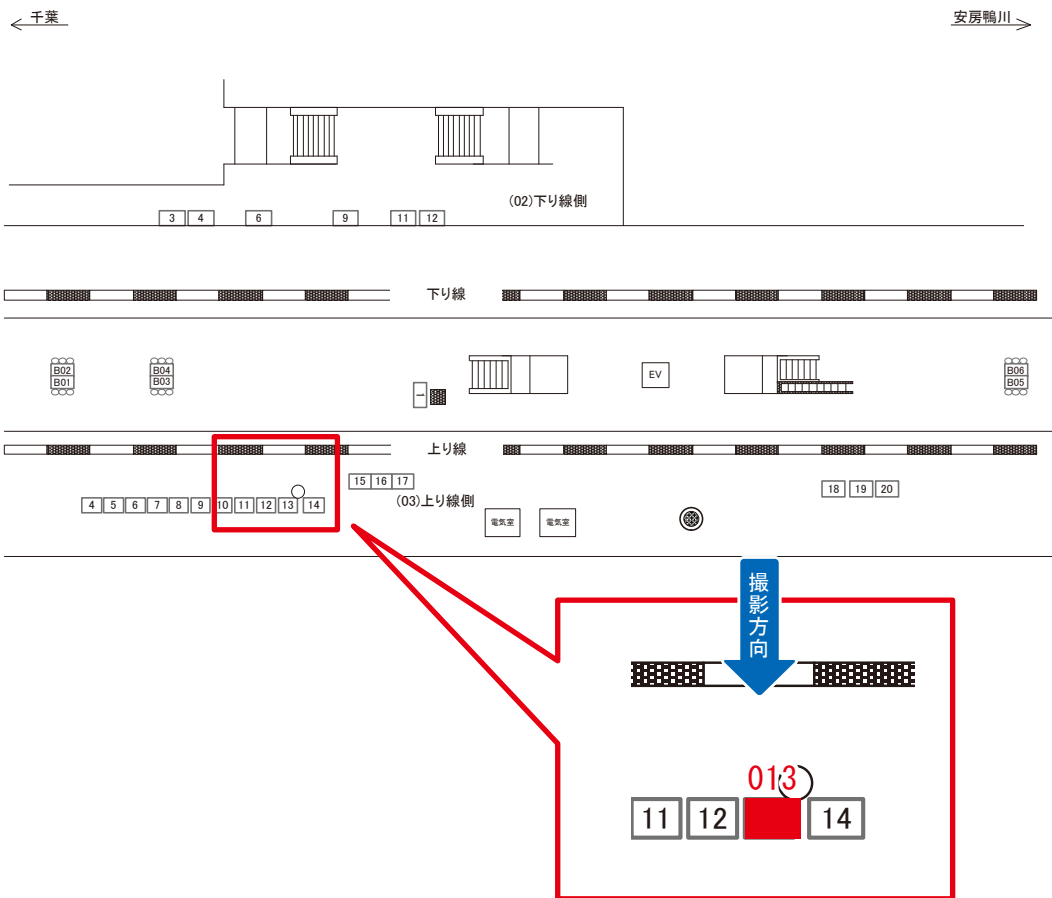 千葉
安房鴨川
(02)下り線側
3 4 6 9 11 12
下り線
B02 B04 B06
B01 B03 B05
EV
1
上り線
15 16 17
18 19 20
4 5 6 7 8 9 10 11 12 13 14
(03)上り線側
電気室 電気室
撮影方向
013
11 12 14